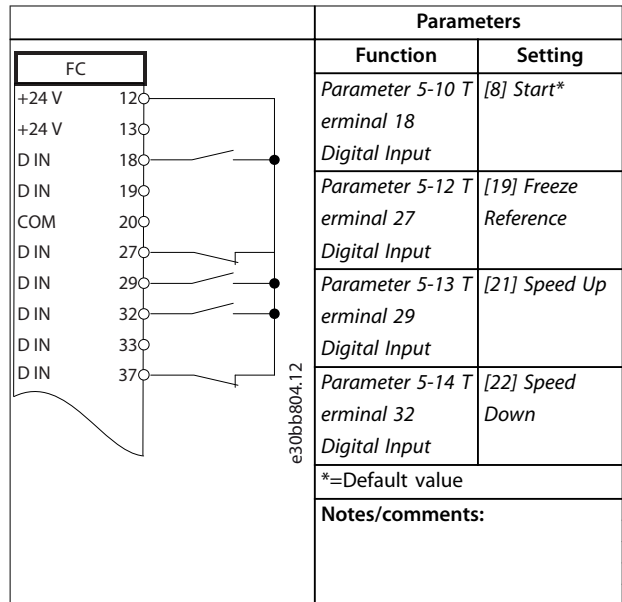 Parameters
Function Setting
FC
+24 V 12
+24 V 13
D IN 18
D IN 19
COM 20
D IN 27
D IN 29
D IN 32
D IN 33
D IN 37
e30bb804.12
Parameter 5-10 T [8] Start*
erminal 18
Digital Input
Parameter 5-12 T [19] Freeze
erminal 27 Reference
Digital Input
Parameter 5-13 T [21] Speed Up
erminal 29
Digital Input
Parameter 5-14 T [22] Speed
erminal 32 Down
Digital Input
*=Default value
Notes/comments: